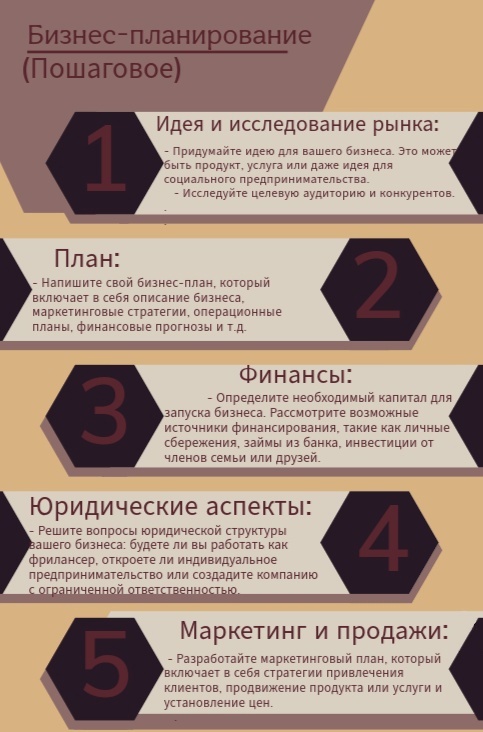 Бизнес-планирование
(Пошаговое)
1
Идея и исследование рынка:
- Придумайте идею для вашего бизнеса. Это может
быть продукт, услуга или даже идея для
социального предпринимательства.
- Исследуйте целевую аудиторию и конкурентов.
План:
2
- Напишите свой бизнес-план, который
включает в себя описание бизнеса,
маркетинговые стратегии, операционные
планы, финансовые прогнозы и т.д.
3
Финансы:
- Определите необходимый капитал для
запуска бизнеса. Рассмотрите возможные
источники финансирования, такие как личные
сбережения, займы из банка, инвестиции от
членов семьи или друзей.
Юридические аспекты:
4
- Решите вопросы юридической структуры
вашего бизнеса: будете ли вы работать как
фрилансер, откроете ли индивидуальное
предпринимательство или создадите компанию
с ограниченной ответственностью.
5
Маркетинг и продажи:
- Разработайте маркетинговый план, который
включает в себя стратегии привлечения
клиентов, продвижение продукта или услуги и
установление цен.